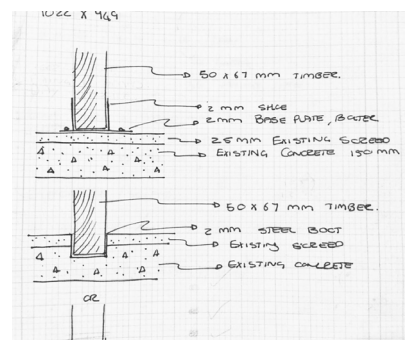 1022 X 949
50 X 67 MM TIMBER.
2 MM SHOE
2MM BASE PLATE, BOLTED
25MM EXISTING SCREED
EXISTING CONCRETE 150 MM
50 X 67 MM TIMBER.
2 MM STEEL BOOT
EXISTING SCREED
EXISTING CONCRETE
OR